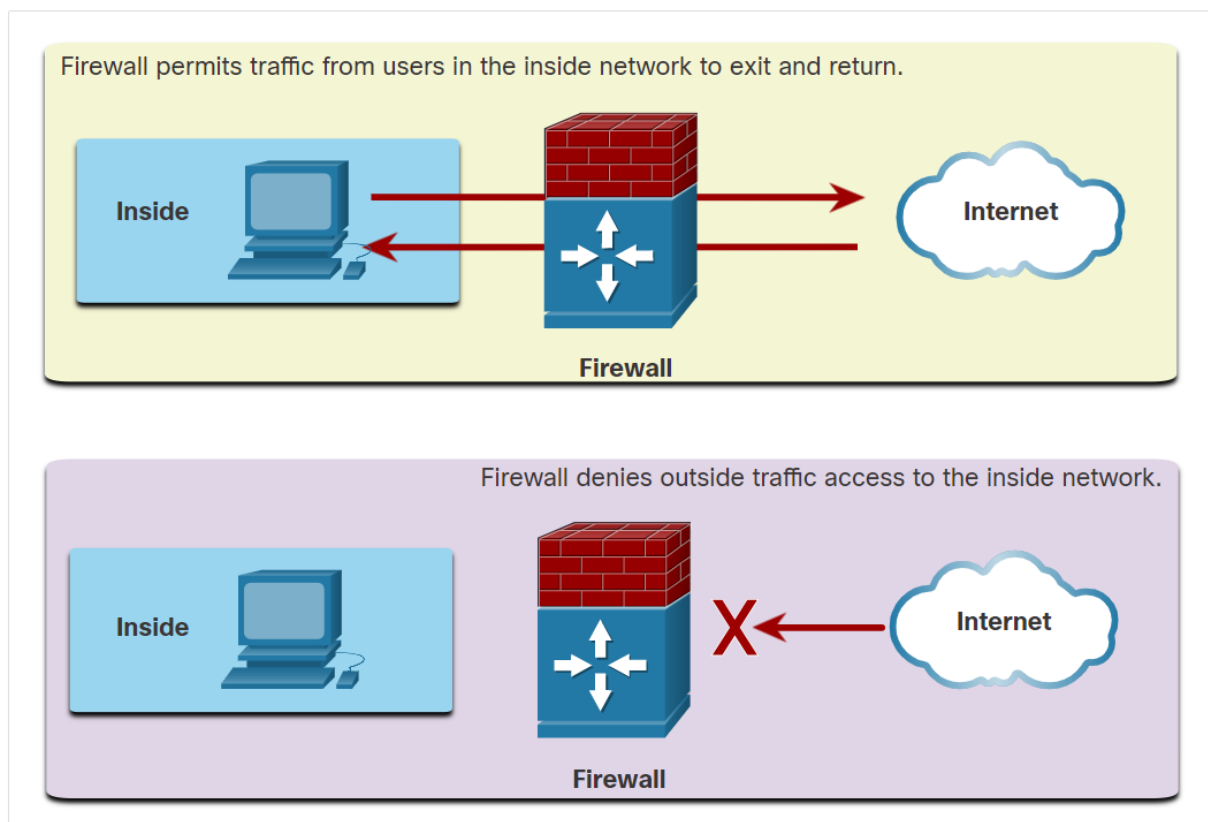 Firewall permits traffic from users in the inside network to exit and return.
Inside
Internet
Firewall
Firewall denies outside traffic access to the inside network.
Inside
X
Internet
Firewall